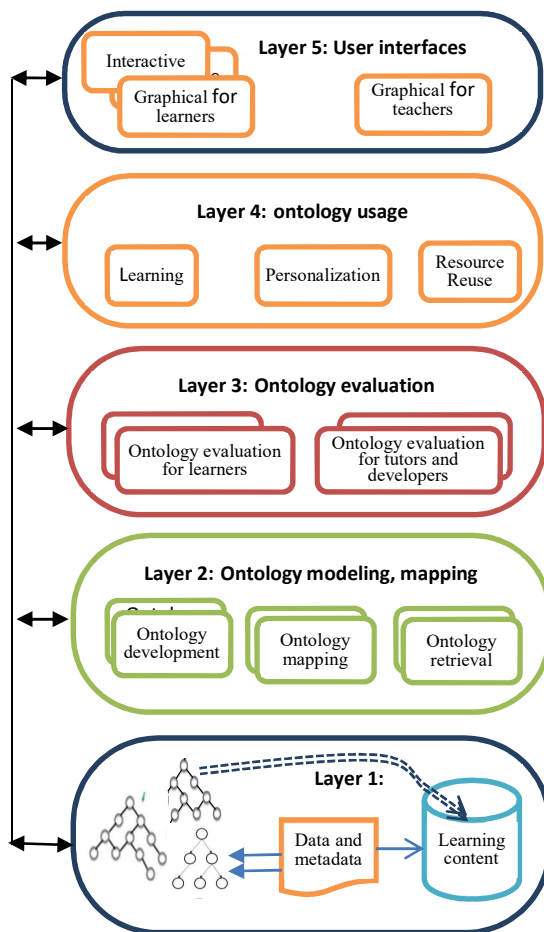 Layer 5: User interfaces
Interactive
Graphical for
learners
Graphical for
teachers
Layer 4: ontology usage
Learning
Personalization
Resource
Reuse
Layer 3: Ontology evaluation
Ontology evaluation
for learners
Ontology evaluation
for tutors and
developers
Layer 2: Ontology modeling, mapping
Ontology
development
Ontology
mapping
Ontology
retrieval
Layer 1:
Data and
metadata
Learning
content